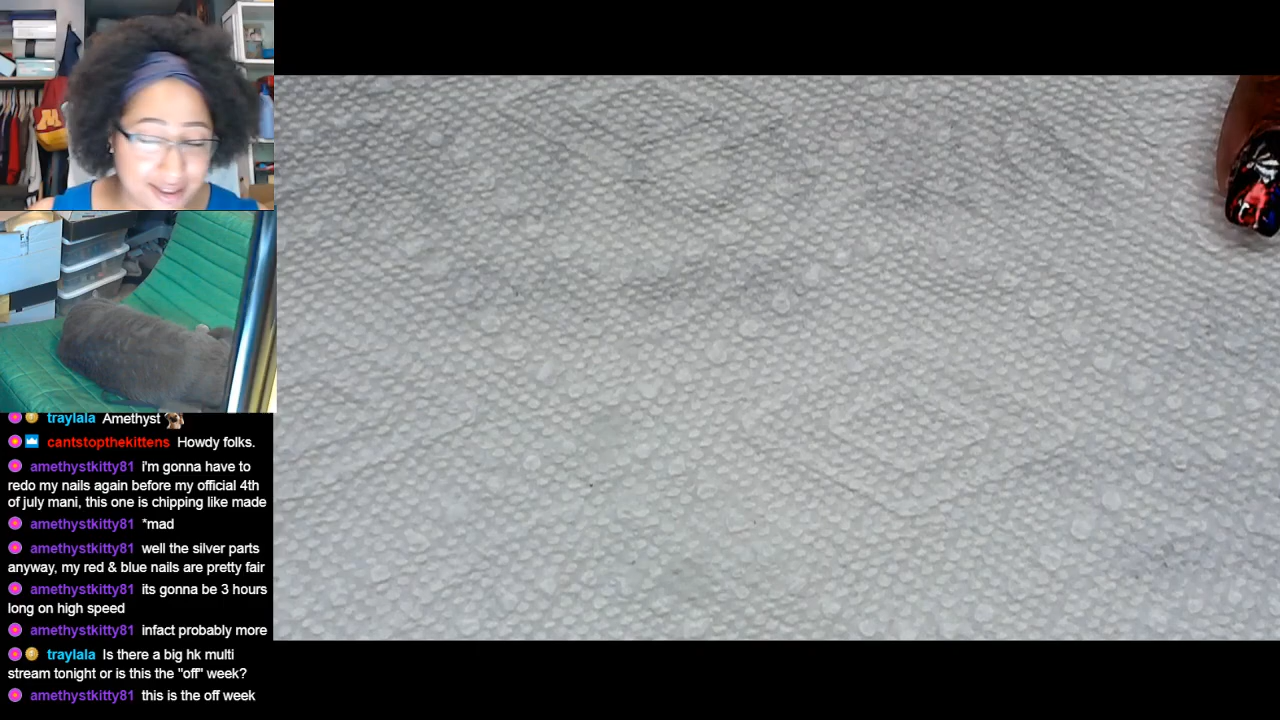 traylala Amethyst
cantstopthekittens Howdy folks.
amethystkitty81 i'm gonna have to
redo my nails again before my official 4th
of july mani, this one is chipping like made
amethystkitty81 *mad
amethystkitty81 well the silver parts
anyway, my red & blue nails are pretty fair
amethystkitty81 its gonna be 3 hours
long on high speed
amethystkitty81 infact probably more
traylala Is there a big hk multi
stream tonight or is this the "off" week?
amethystkitty81 this is the off week